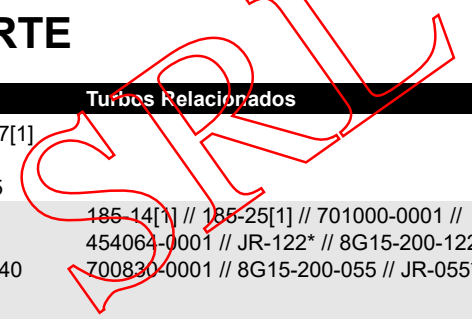 RTE
Turbos Relacionados
7[1]
185-14[1] // 185-25[1] // 701000-0001 //
454064-0001 // JR-122* // 8G15-200-122
40 700830-0001 // 8G15-200-055 // JR-055
SRL